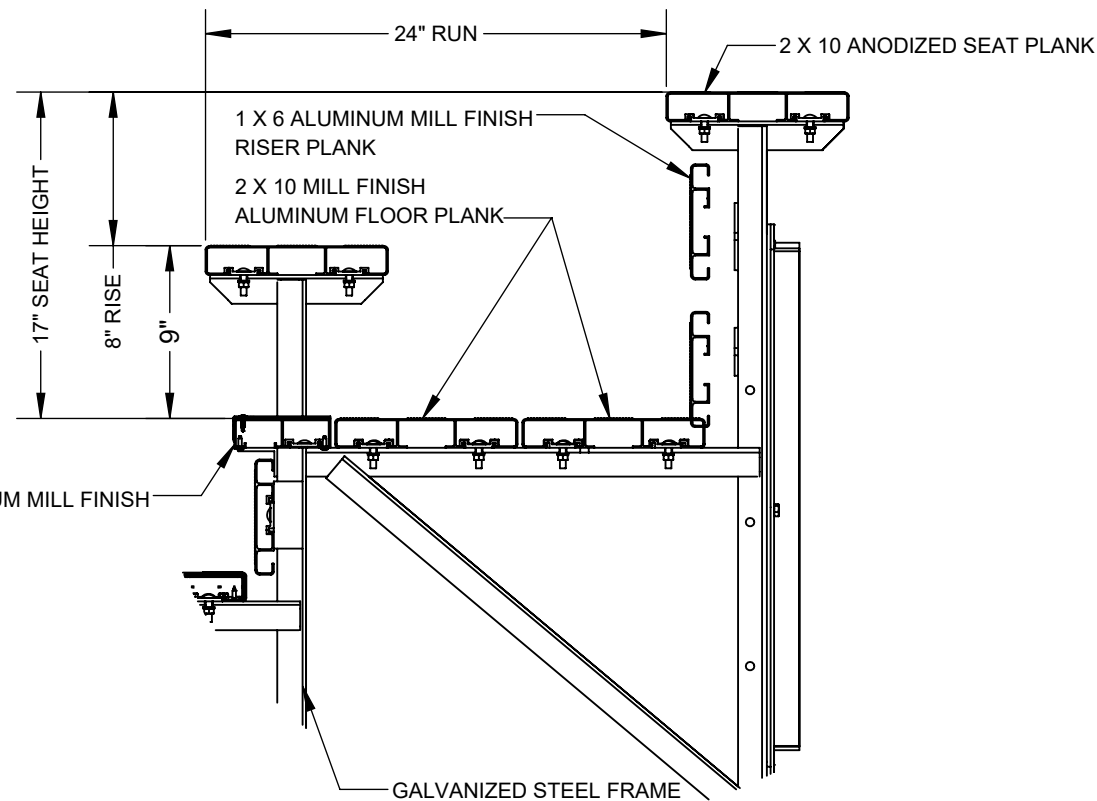 24" RUN
2 X 10 ANODIZED SEAT PLANK
1 X 6 ALUMINUM MILL FINISH
RISER PLANK
2 X 10 MILL FINISH
ALUMINUM FLOOR PLANK
17" SEAT HEIGHT
8" RISE
9"
MILL FINISH
GALVANIZED STEEL FRAME